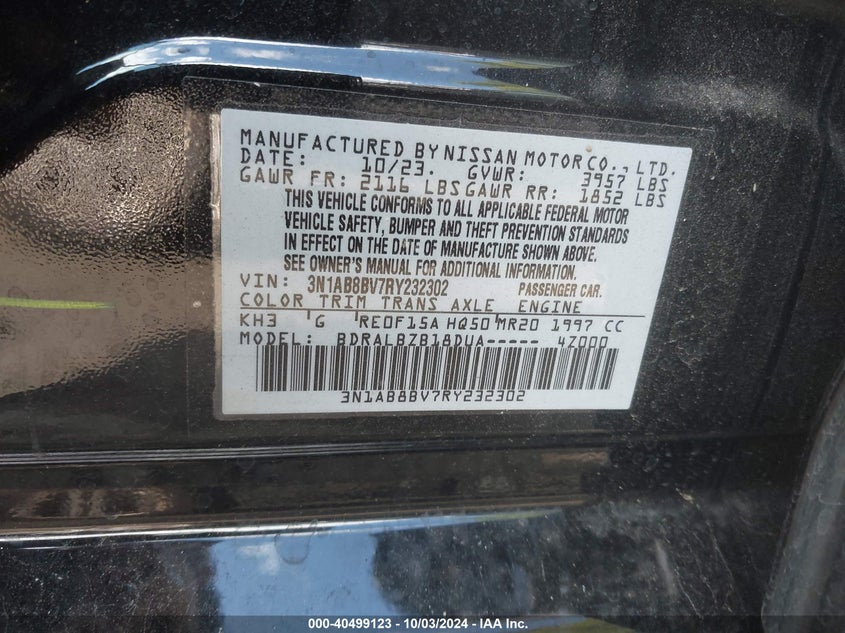 MANUFACTURED BY NISSAN MOTOR CO., LTD.
DATE: 10/23. GVWR: 3957 LBS
GAWR FR: 2116 LBS GAWR RR: 1852 LBS
THIS VEHICLE CONFORMS TO ALL APPLICABLE FEDERAL MOTOR
VEHICLE SAFETY, BUMPER AND THEFT PREVENTION STANDARDS
IN EFFECT ON THE DATE OF MANUFACTURE SHOWN ABOVE.
SEE OWNER'S MANUAL FOR ADDITIONAL INFORMATION.
VIN: 3N1AB8BV7RY232302 PASSENGER CAR.
COLOR TRIM TRANS AXLE ENGINE
KH3 G RE0F15A HQ50 MR20 1997 CC
MODEL: BDRALBZB18DUA----- 4Z000
3N1AB8BV7RY232302
000-40499123 - 10/03/2024 - IAA Inc.